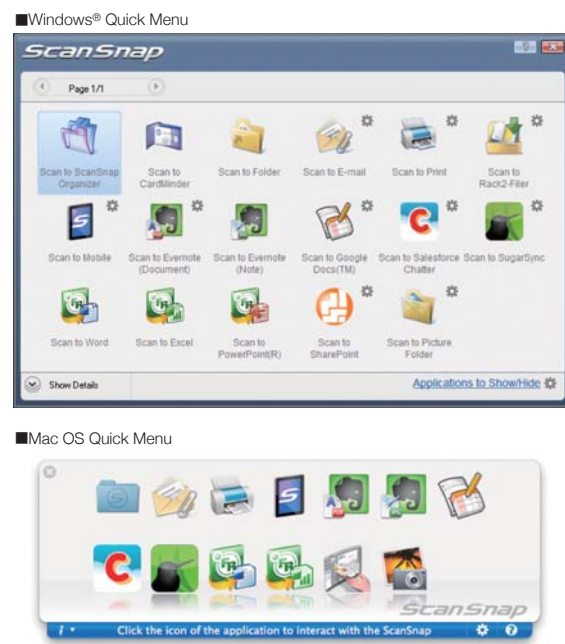 ■Windows® Quick Menu
ScanSnap
Page 1/1
Scan to ScanSnap
Organizer
Scan to
CardMinder
Scan to Folder
Scan to E-mail
Scan to Print
Scan to
Rack2-Filer
Scan to Mobile
Scan to Evernote
(Document)
Scan to Evernote
(Note)
Scan to Google
Docs(TM)
Scan to Salesforce
Chatter
Scan to SugarSync
Scan to Word
Scan to Excel
Scan to
PowerPoint(R)
Scan to
SharePoint
Scan to Picture
Folder
Show Details
Applications to Show/Hide
■Mac OS Quick Menu
ScanSnap
Click the icon of the application to interact with the ScanSnap